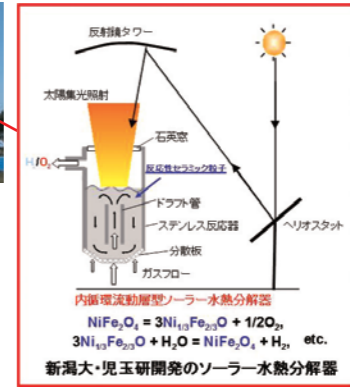 反射鏡タワー
太陽集光照射
石英窓
H₂/O₂
反応性セラミック粒子
ドラフト管
ステンレス反応器
ヘリオスタット
分散板
ガスフロー
内循環流動層型ソーラー水熱分解器
NiFe₂O₄ = 3Ni₁/₃Fe₂/₃O + 1/2O₂,
3Ni₁/₃Fe₂/₃O + H₂O = NiFe₂O₄ + H₂, etc.
新潟大・児玉研開発のソーラー水熱分解器